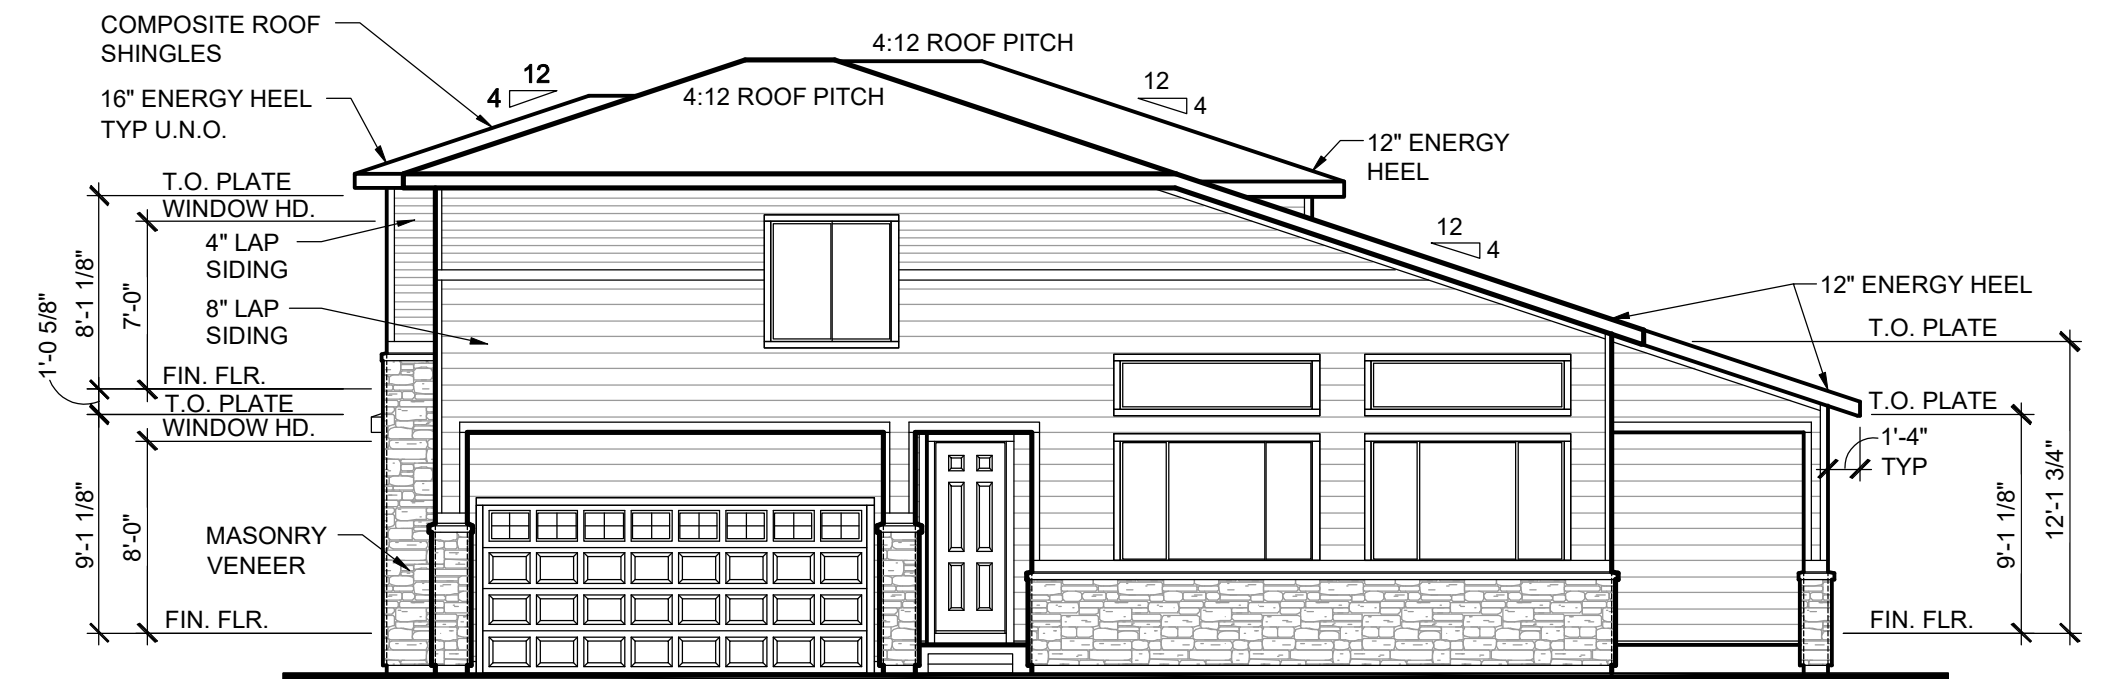 COMPOSITE ROOF
SHINGLES
4:12 ROOF PITCH
12
4
4:12 ROOF PITCH
12
4
16" ENERGY HEEL
TYP U.N.O.
12" ENERGY
HEEL
T.O. PLATE
WINDOW HD.
4" LAP
SIDING
12
4
8'-1 1/8"
7'-0"
1'-0 5/8"
8" LAP
SIDING
12" ENERGY HEEL
T.O. PLATE
FIN. FLR.
T.O. PLATE
WINDOW HD.
T.O. PLATE
1'-4"
TYP
9'-1 1/8"
8'-0"
MASONRY
VENEER
9'-1 1/8"
12'-1 3/4"
FIN. FLR.
FIN. FLR.